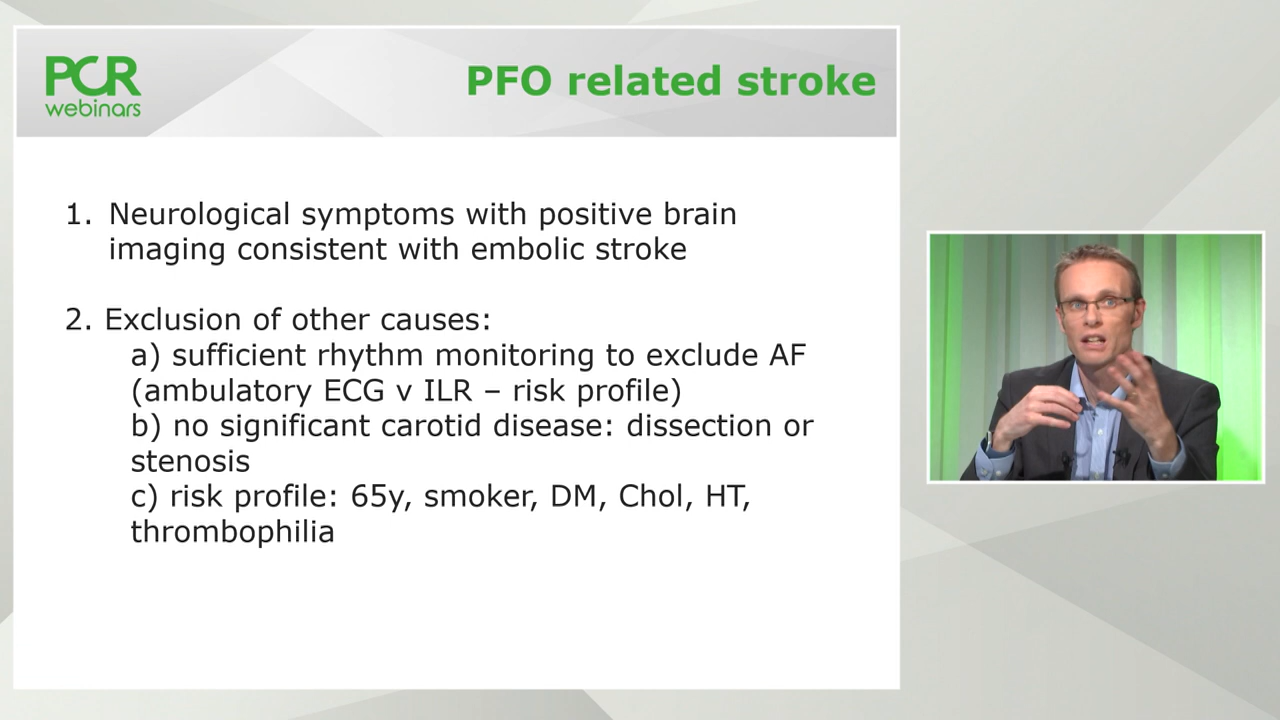 PCR
webinars
PFO related stroke
1. Neurological symptoms with positive brain
imaging consistent with embolic stroke
2. Exclusion of other causes:
a) sufficient rhythm monitoring to exclude AF
(ambulatory ECG v ILR – risk profile)
b) no significant carotid disease: dissection or
stenosis
c) risk profile: 65y, smoker, DM, Chol, HT,
thrombophilia